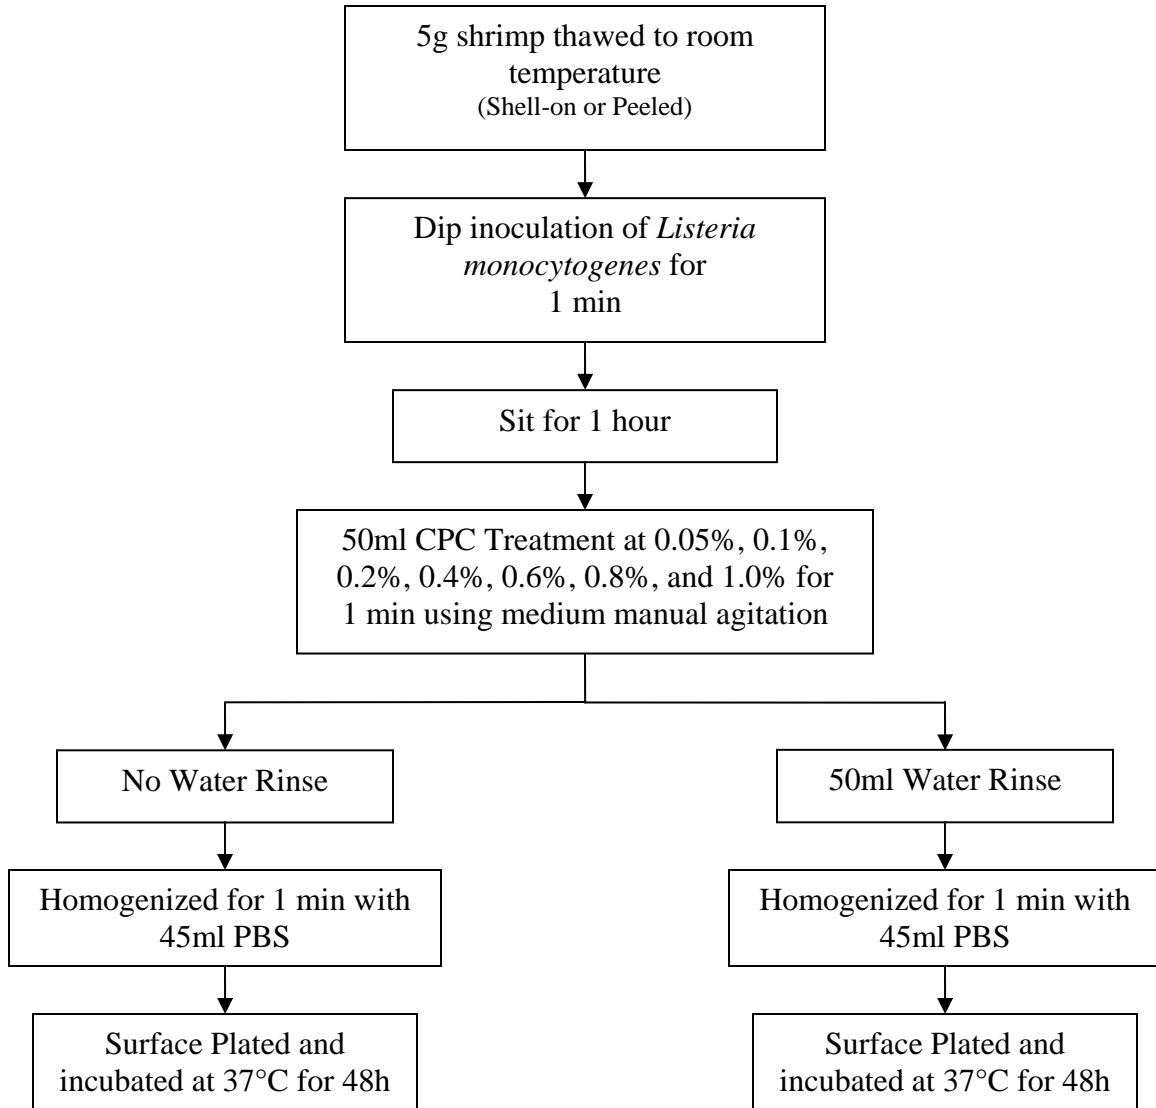 5g shrimp thawed to room
temperature
(Shell-on or Peeled)
Dip inoculation of Listeria
monocytogenes for
1 min
Sit for 1 hour
50ml CPC Treatment at 0.05%, 0.1%,
0.2%, 0.4%, 0.6%, 0.8%, and 1.0% for
1 min using medium manual agitation
No Water Rinse
50ml Water Rinse
Homogenized for 1 min with
45ml PBS
Homogenized for 1 min with
45ml PBS
Surface Plated and
incubated at 37°C for 48h
Surface Plated and
incubated at 37°C for 48h